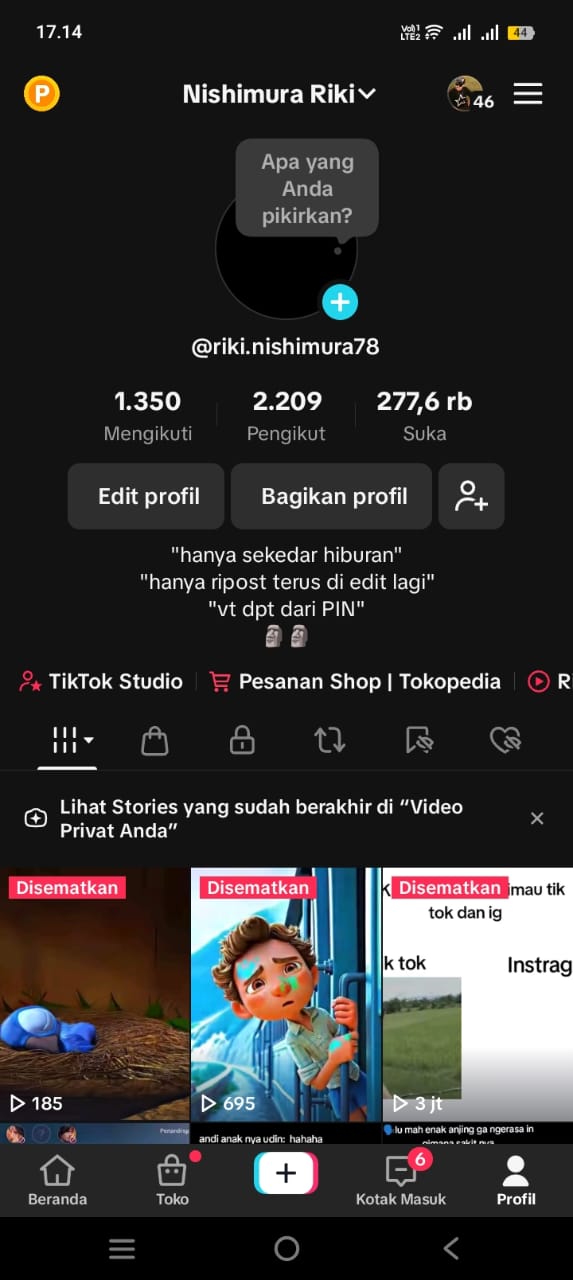 17.14
Vo))1
LTE2
44
P
Nishimura Riki
46
Apa yang
Anda
pikirkan?
@riki.nishimura78
1.350
2.209
277,6 rb
Mengikuti
Pengikut
Suka
Edit profil
Bagikan profil
"hanya sekedar hiburan"
"hanya ripost terus di edit lagi"
"vt dpt dari PIN"
🗿🗿
TikTok Studio
Pesanan Shop | Tokopedia
R
Lihat Stories yang sudah berakhir di “Video
Privat Anda”
Disematkan
Disematkan
k
Disematkan
imau tik
tok dan ig
k tok
Instrag
185
695
3 jt
andi anak nya udin: hahaha
🗣lu mah enak anjing ga ngerasa in
gimana sakit nya
Beranda
Toko
6
Kotak Masuk
Profil